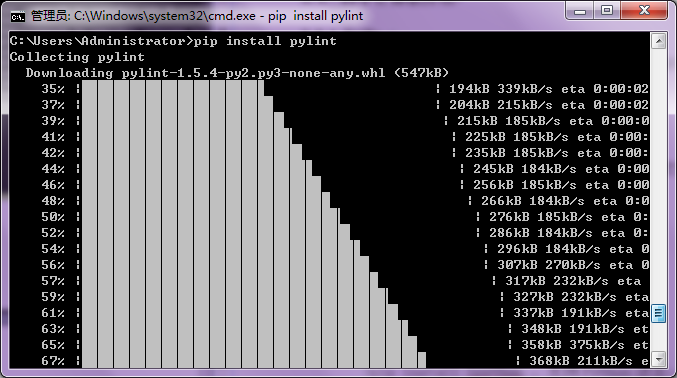 管理员: C:\Windows\system32\cmd.exe - pip install pylint
C:\Users\Administrator>pip install pylint
Collecting pylint
Downloading pylint-1.5.4-py2.py3-none-any.whl (547kB)
35% | | 194kB 339kB/s eta 0:00:02
37% | | 204kB 215kB/s eta 0:00:02
39% | | 215kB 185kB/s eta 0:00:0
41% | | 225kB 185kB/s eta 0:00:
42% | | 235kB 185kB/s eta 0:00:
44% | | 245kB 184kB/s eta 0:00
46% | | 256kB 185kB/s eta 0:00
48% | | 266kB 184kB/s eta 0:0
50% | | 276kB 185kB/s eta 0:
52% | | 286kB 184kB/s eta 0:
54% | | 296kB 184kB/s eta 0
56% | | 307kB 270kB/s eta 0
57% | | 317kB 232kB/s eta
59% | | 327kB 232kB/s eta
61% | | 337kB 191kB/s eta
63% | | 348kB 191kB/s et
65% | | 358kB 375kB/s et
67% | | 368kB 211kB/s e